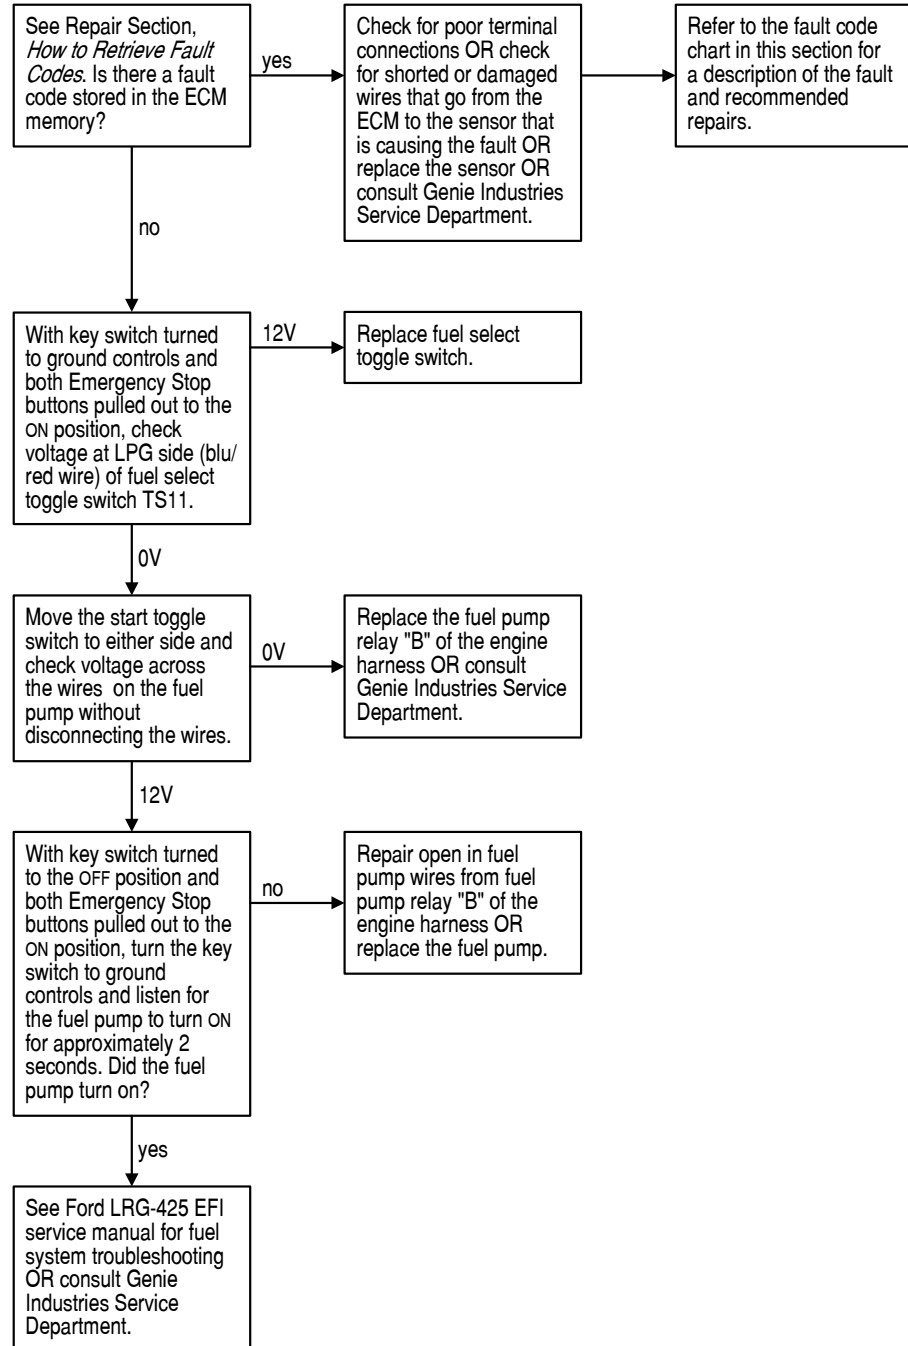 See Repair Section,
How to Retrieve Fault
Codes. Is there a fault
code stored in the ECM
memory?
yes
Check for poor terminal
connections OR check
for shorted or damaged
wires that go from the
ECM to the sensor that
is causing the fault OR
replace the sensor OR
consult Genie Industries
Service Department.
Refer to the fault code
chart in this section for
a description of the fault
and recommended
repairs.
no
With key switch turned
to ground controls and
both Emergency Stop
buttons pulled out to the
ON position, check
voltage at LPG side (blu/
red wire) of fuel select
toggle switch TS11.
12V
Replace fuel select
toggle switch.
0V
Move the start toggle
switch to either side and
check voltage across
the wires on the fuel
pump without
disconnecting the wires.
0V
Replace the fuel pump
relay "B" of the engine
harness OR consult
Genie Industries Service
Department.
12V
With key switch turned
to the OFF position and
both Emergency Stop
buttons pulled out to the
ON position, turn the key
switch to ground
controls and listen for
the fuel pump to turn ON
for approximately 2
seconds. Did the fuel
pump turn on?
no
Repair open in fuel
pump wires from fuel
pump relay "B" of the
engine harness OR
replace the fuel pump.
yes
See Ford LRG-425 EFI
service manual for fuel
system troubleshooting
OR consult Genie
Industries Service
Department.